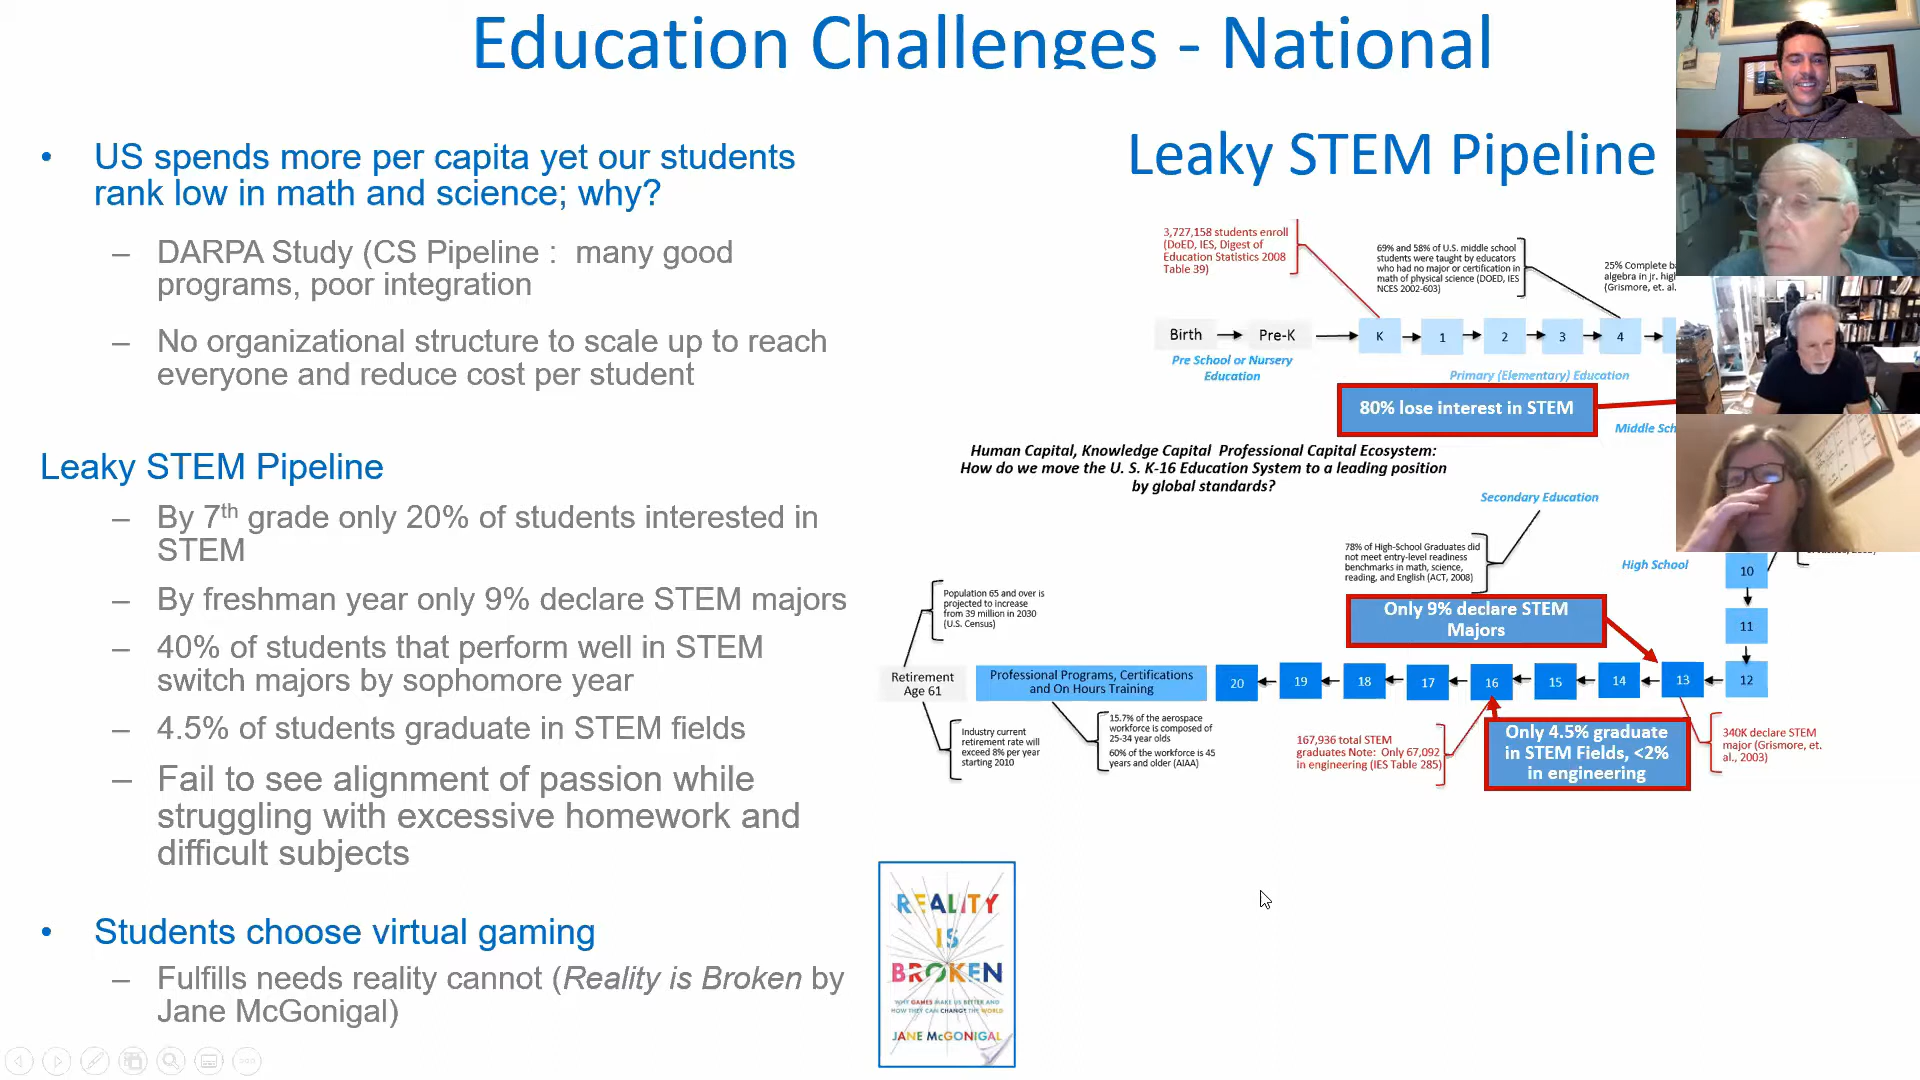 Education Challenges - National
• US spends more per capita yet our students
rank low in math and science; why?
– DARPA Study (CS Pipeline : many good
programs, poor integration
– No organizational structure to scale up to reach
everyone and reduce cost per student
Leaky STEM Pipeline
– By 7th grade only 20% of students interested in
STEM
– By freshman year only 9% declare STEM majors
– 40% of students that perform well in STEM
switch majors by sophomore year
– 4.5% of students graduate in STEM fields
– Fail to see alignment of passion while
struggling with excessive homework and
difficult subjects
• Students choose virtual gaming
– Fulfills needs reality cannot (Reality is Broken by
Jane McGonigal)
Leaky STEM Pipeline
3,727,158 students enroll
(DoED, IES, Digest of
Education Statistics 2008
Table 39)
69% and 58% of U.S. middle school
students were taught by educators
who had no major or certification in
math of physical science (DOED, IES
NCES 2002-603)
25% Complete
algebra in jr. high
(Grismore, et. al.
Birth
Pre-K
K
1
2
3
4
Pre School or Nursery
Education
Primary (Elementary) Education
80% lose interest in STEM
Middle
Human Capital, Knowledge Capital Professional Capital Ecosystem:
How do we move the U. S. K-16 Education System to a leading position
by global standards?
Secondary Education
78% of High-School Graduates did
not meet entry-level readiness
benchmarks in math, science,
reading, and English (ACT, 2008)
High School
10
11
12
Only 9% declare STEM
Majors
Population 65 and over is
projected to increase
from 39 million in 2030
(U.S. Census)
Retirement
Age 61
Professional Programs, Certifications
and On Hours Training
20
19
18
17
16
15
14
13
Industry current
retirement rate will
exceed 8% per year
starting 2010
15.7% of the aerospace
workforce is composed of
25-34 year olds
60% of the workforce is 45
years and older (AIAA)
167,936 total STEM
graduates Note: Only 67,092
in engineering (IES Table 285)
Only 4.5% graduate
in STEM Fields, <2%
in engineering
340K declare STEM
major (Grismore, et.
al., 2003)
REALITY
IS
BROKEN
WHY GAMES MAKE US BETTER AND
HOW THEY CAN CHANGE THE WORLD
JANE McGONIGAL